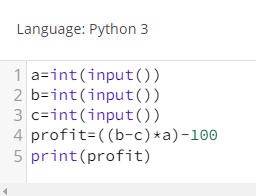 Language: Python 3
1 a=int(input())
2 b=int(input())
3 c=int(input())
4 profit=((b-c)*a)-100
5 print(profit)